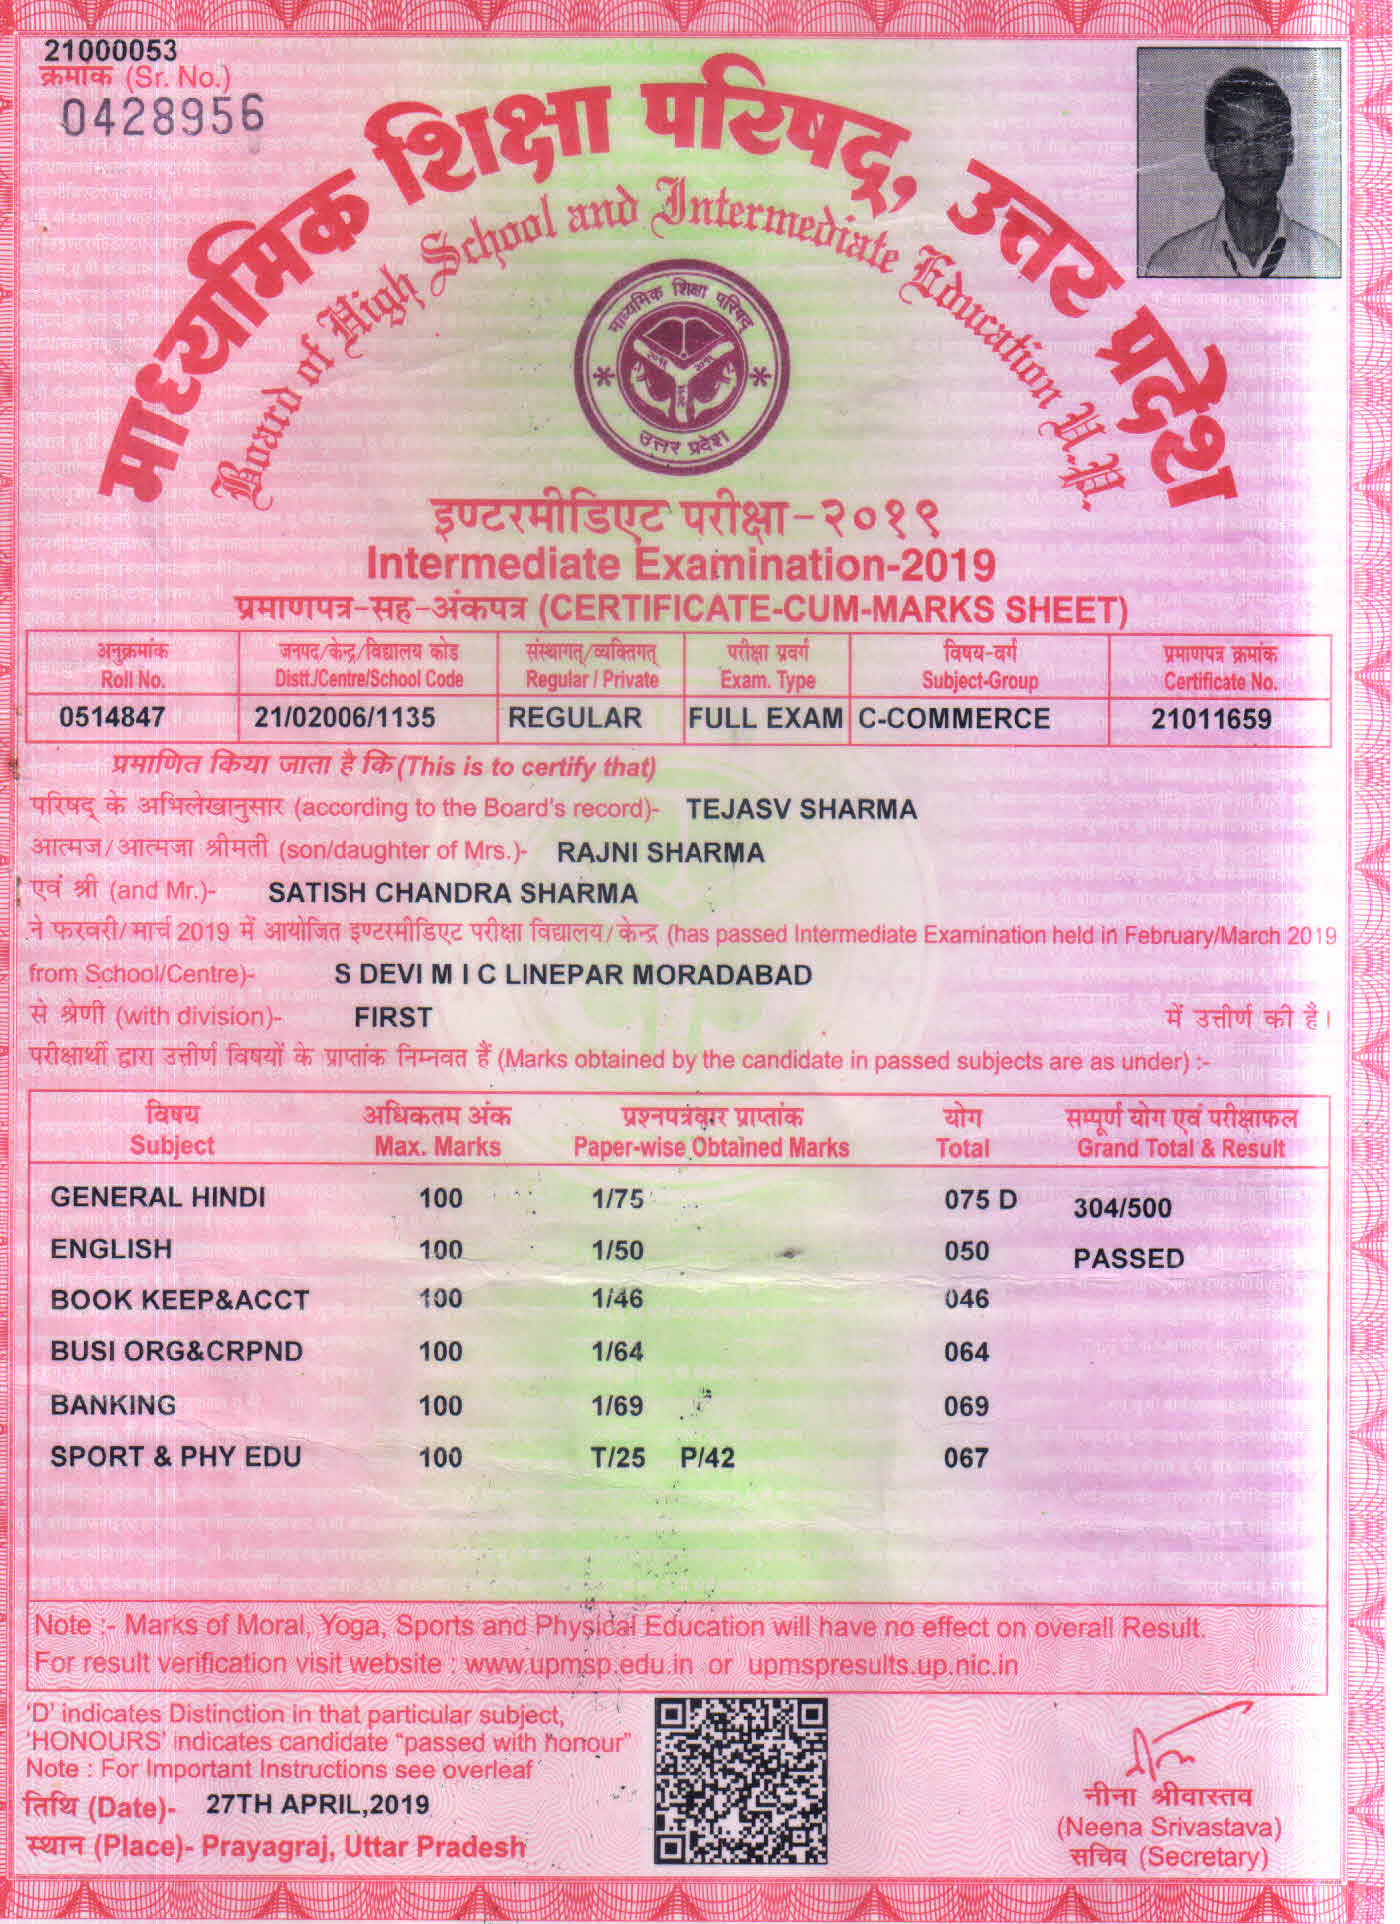 21000053
क्रमांक (Sr. No.)
0428956
माध्यमिक शिक्षा परिषद्, उत्तर प्रदेश
Board of High School and Intermediate Education U.P.
माध्यमिक शिक्षा परिषद्
उत्तर प्रदेश
इण्टरमीडिएट परीक्षा-२०१९
Intermediate Examination-2019
प्रमाणपत्र-सह-अंकपत्र (CERTIFICATE-CUM-MARKS SHEET)
अनुक्रमांक जनपद/केन्द्र/विद्यालय कोड संस्थागत्/व्यक्तिगत् परीक्षा प्रवर्ग विषय-वर्ग प्रमाणपत्र क्रमांक
Roll No. Distt./Centre/School Code Regular / Private Exam. Type Subject-Group Certificate No.
0514847 21/02006/1135 REGULAR FULL EXAM C-COMMERCE 21011659
प्रमाणित किया जाता है कि (This is to certify that)
परिषद् के अभिलेखानुसार (according to the Board's record)- TEJASV SHARMA
आत्मज/आत्मजा श्रीमती (son/daughter of Mrs.)- RAJNI SHARMA
एवं श्री (and Mr.)- SATISH CHANDRA SHARMA
ने फरवरी/मार्च 2019 में आयोजित इण्टरमीडिएट परीक्षा विद्यालय/केन्द्र (has passed Intermediate Examination held in February/March 2019
from School/Centre)- S DEVI M I C LINEPAR MORADABAD
से श्रेणी (with division)- FIRST में उत्तीर्ण की है।
परीक्षार्थी द्वारा उत्तीर्ण विषयों के प्राप्तांक निम्नवत हैं (Marks obtained by the candidate in passed subjects are as under) :-
विषय अधिकतम अंक प्रश्नपत्रवार प्राप्तांक योग सम्पूर्ण योग एवं परीक्षाफल
Subject Max. Marks Paper-wise Obtained Marks Total Grand Total & Result
GENERAL HINDI 100 1/75 075 D 304/500
ENGLISH 100 1/50 050 PASSED
BOOK KEEP&ACCT 100 1/46 046
BUSI ORG&CRPND 100 1/64 064
BANKING 100 1/69 069
SPORT & PHY EDU 100 T/25 P/42 067
Note :- Marks of Moral, Yoga, Sports and Physical Education will have no effect on overall Result.
For result verification visit website : www.upmsp.edu.in or upmspresults.up.nic.in
'D' indicates Distinction in that particular subject,
'HONOURS' indicates candidate "passed with honour"
Note : For Important Instructions see overleaf
तिथि (Date)- 27TH APRIL,2019
स्थान (Place)- Prayagraj, Uttar Pradesh
नीना श्रीवास्तव
(Neena Srivastava)
सचिव (Secretary)